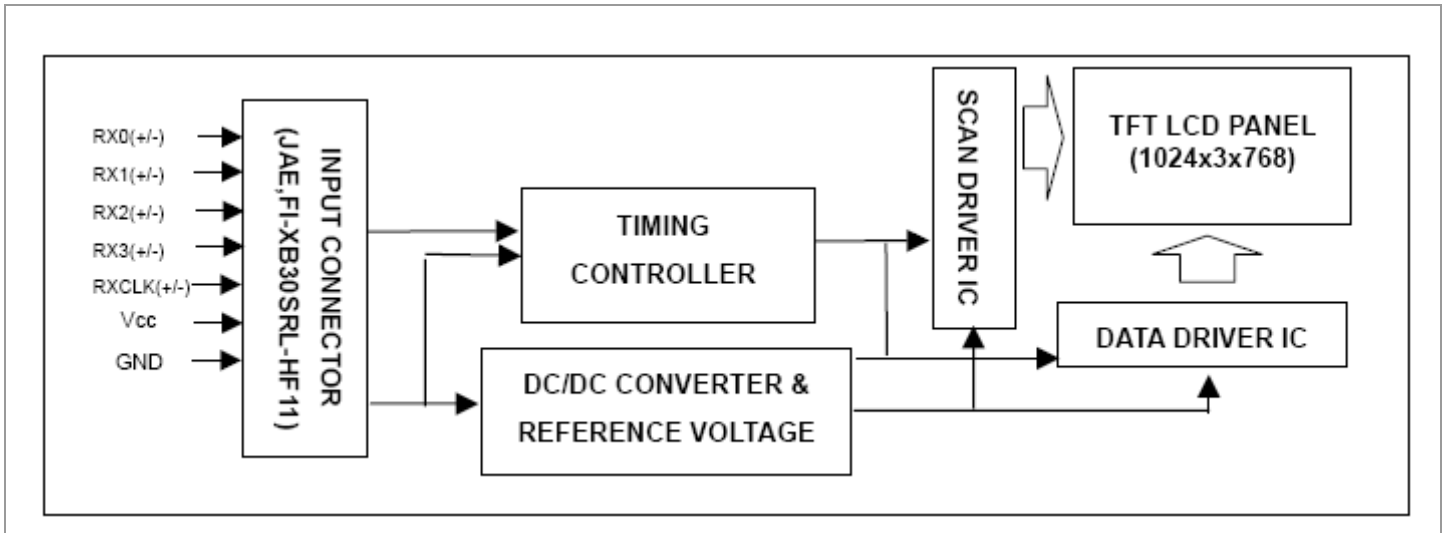 RX0(+/-)
RX1(+/-)
RX2(+/-)
RX3(+/-)
RXCLK(+/-)
Vcc
GND
INPUT CONNECTOR
(JAE,FI-XB30SRL-HF11)
TIMING
CONTROLLER
DC/DC CONVERTER &
REFERENCE VOLTAGE
SCAN DRIVER IC
TFT LCD PANEL
(1024x3x768)
DATA DRIVER IC